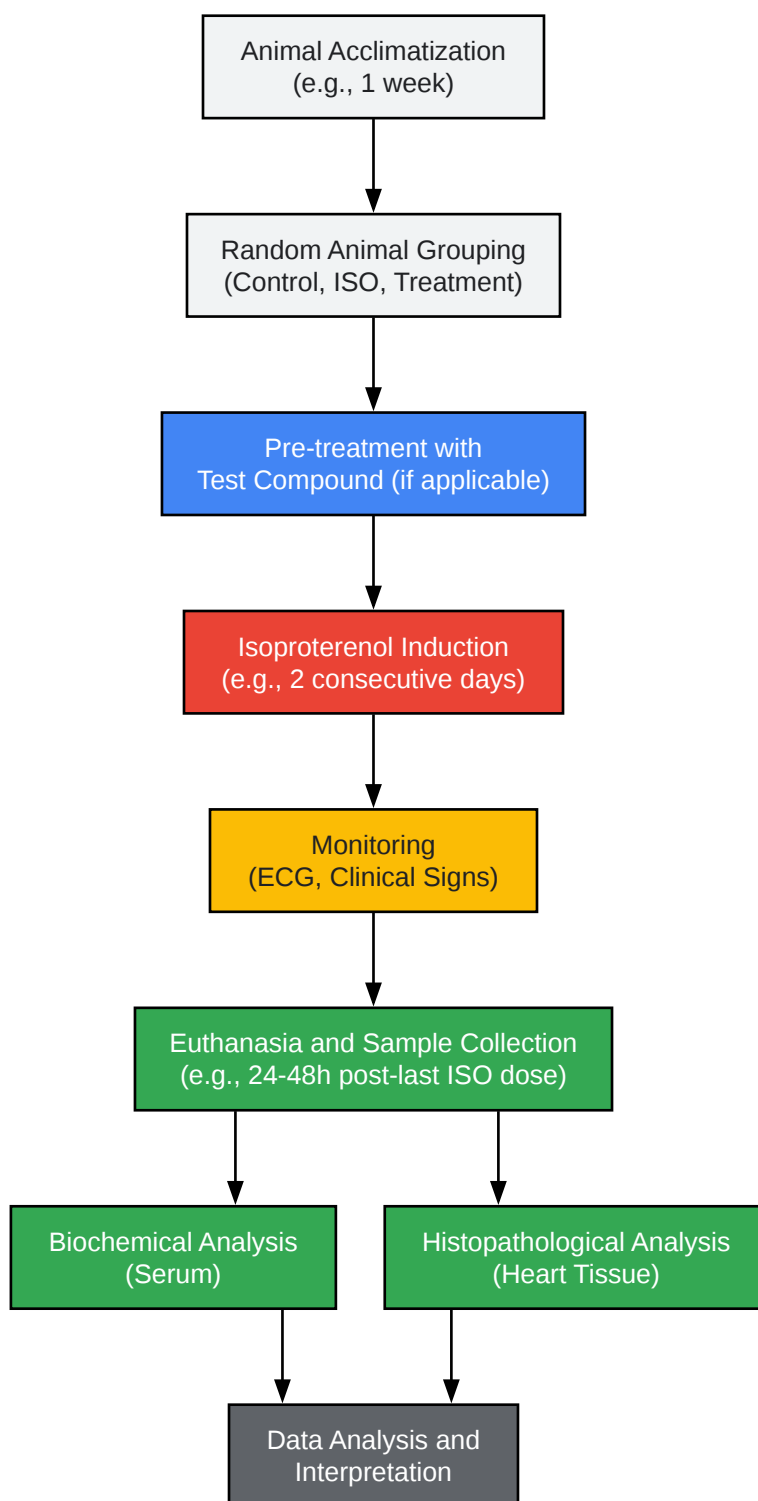 Animal Acclimatization
(e.g., 1 week)
Random Animal Grouping
(Control, ISO, Treatment)
Pre-treatment with
Test Compound (if applicable)
Isoproterenol Induction
(e.g., 2 consecutive days)
Monitoring
(ECG, Clinical Signs)
Euthanasia and Sample Collection
(e.g., 24-48h post-last ISO dose)
Biochemical Analysis
(Serum)
Histopathological Analysis
(Heart Tissue)
Data Analysis and
Interpretation